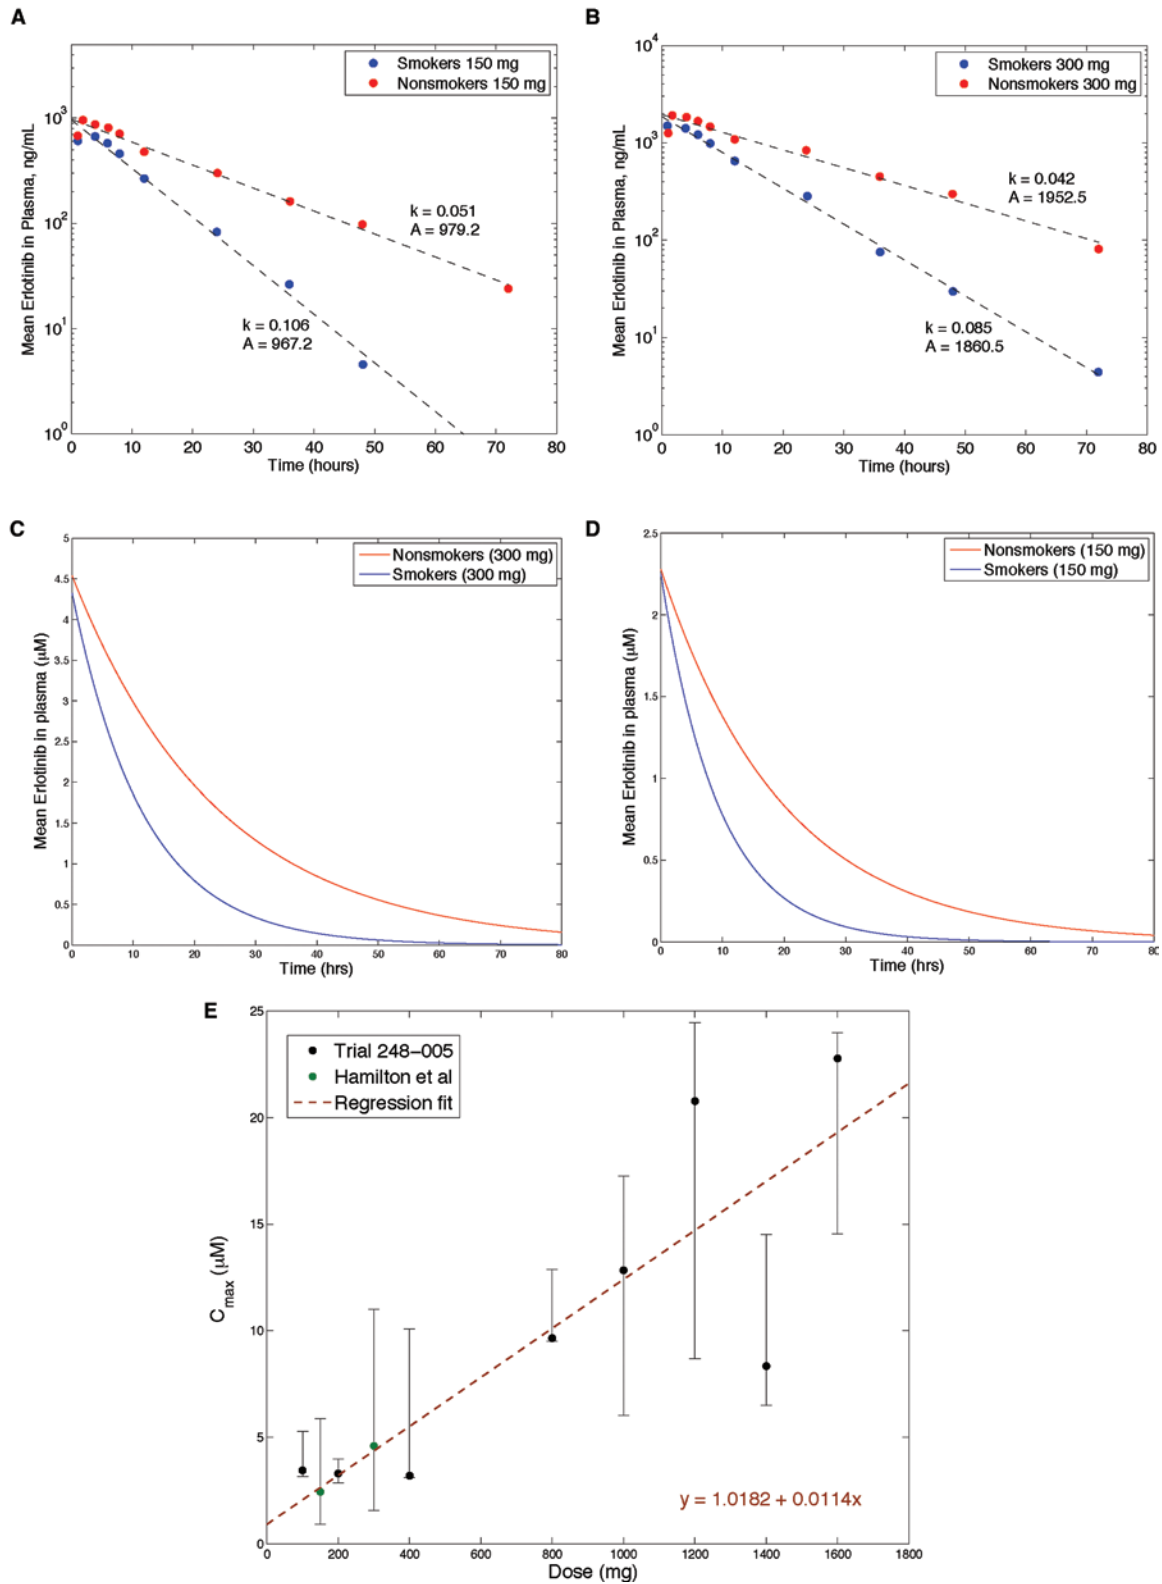 A
Smokers 150 mg
Nonsmokers 150 mg
Mean Erlotinib in Plasma, ng/mL
10^3
10^2
10^1
10^0
k = 0.051
A = 979.2
k = 0.106
A = 967.2
0 10 20 30 40 50 60 70 80
Time (hours)
B
Smokers 300 mg
Nonsmokers 300 mg
Mean Erlotinib in Plasma, ng/mL
10^4
10^3
10^2
10^1
10^0
k = 0.042
A = 1952.5
k = 0.085
A = 1860.5
0 10 20 30 40 50 60 70 80
Time (hours)
C
Nonsmokers (300 mg)
Smokers (300 mg)
Mean Erlotinib in plasma (μM)
5
4.5
4
3.5
3
2.5
2
1.5
1
0.5
0
0 10 20 30 40 50 60 70 80
Time (hrs)
D
Nonsmokers (150 mg)
Smokers (150 mg)
Mean Erlotinib in plasma (μM)
2.5
2
1.5
1
0.5
0
0 10 20 30 40 50 60 70 80
Time (hrs)
E
Trial 248-005
Hamilton et al
Regression fit
C_max (μM)
25
20
15
10
5
0
y = 1.0182 + 0.0114x
0 200 400 600 800 1000 1200 1400 1600 1800
Dose (mg)